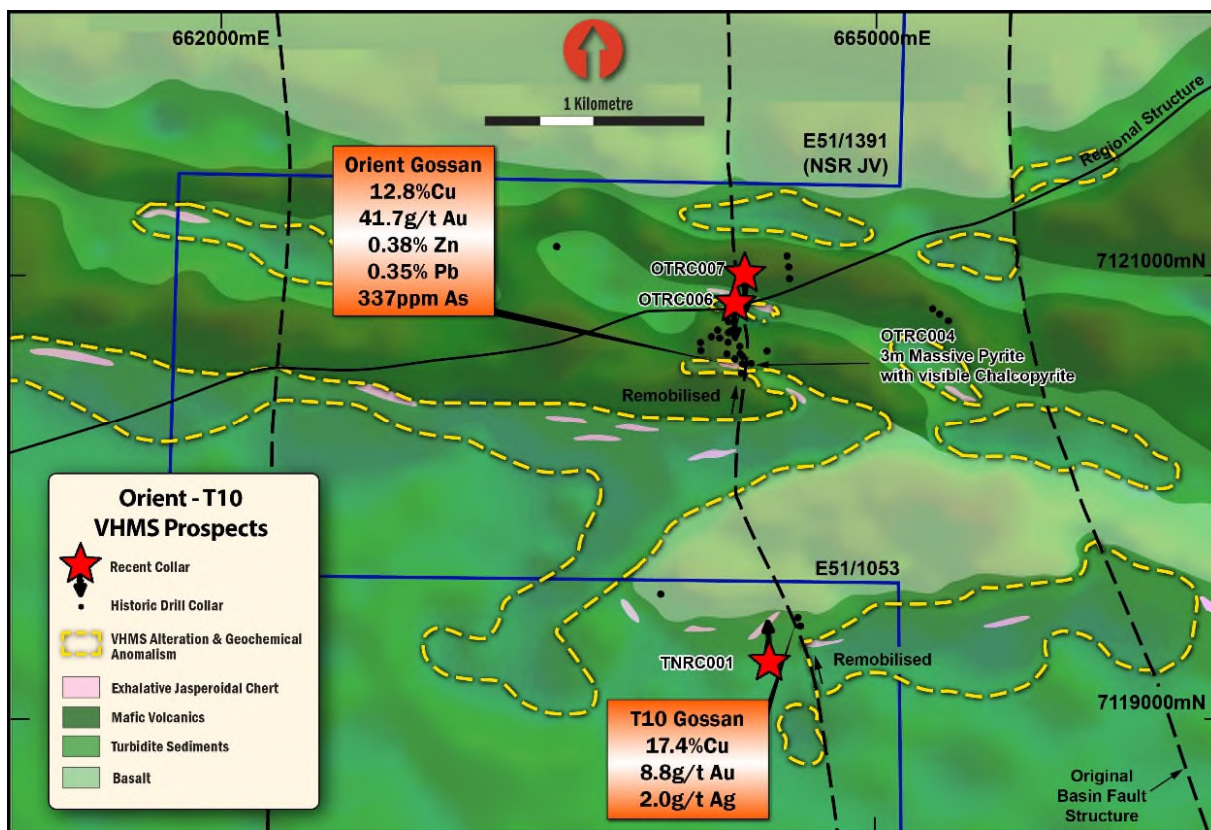 662000mE
665000mE
1 Kilometre
Regional Structure
E51/1391
(NSR JV)
Orient Gossan
12.8%Cu
41.7g/t Au
0.38% Zn
0.35% Pb
337ppm As
OTRC007
7121000mN
OTRC006
OTRC004
3m Massive Pyrite
with visible Chalcopyrite
Remobilised
Orient - T10
VHMS Prospects
Recent Collar
Historic Drill Collar
VHMS Alteration & Geochemical
Anomalism
Exhalative Jasperoidal Chert
Mafic Volcanics
Turbidite Sediments
Basalt
E51/1053
TNRC001
Remobilised
7119000mN
T10 Gossan
17.4%Cu
8.8g/t Au
2.0g/t Ag
Original
Basin Fault
Structure